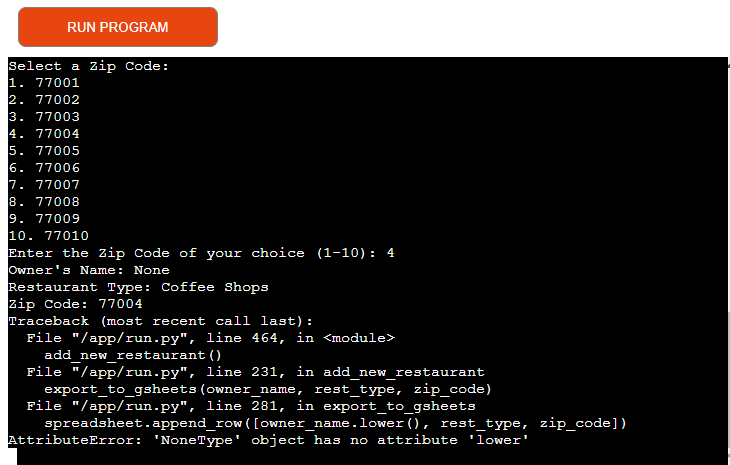 RUN PROGRAM
Select a Zip Code:
1. 77001
2. 77002
3. 77003
4. 77004
5. 77005
6. 77006
7. 77007
8. 77008
9. 77009
10. 77010
Enter the Zip Code of your choice (1-10): 4
Owner's Name: None
Restaurant Type: Coffee Shops
Zip Code: 77004
Traceback (most recent call last):
  File "/app/run.py", line 464, in <module>
    add_new_restaurant()
  File "/app/run.py", line 231, in add_new_restaurant
    export_to_gsheets(owner_name, rest_type, zip_code)
  File "/app/run.py", line 281, in export_to_gsheets
    spreadsheet.append_row([owner_name.lower(), rest_type, zip_code])
AttributeError: 'NoneType' object has no attribute 'lower'